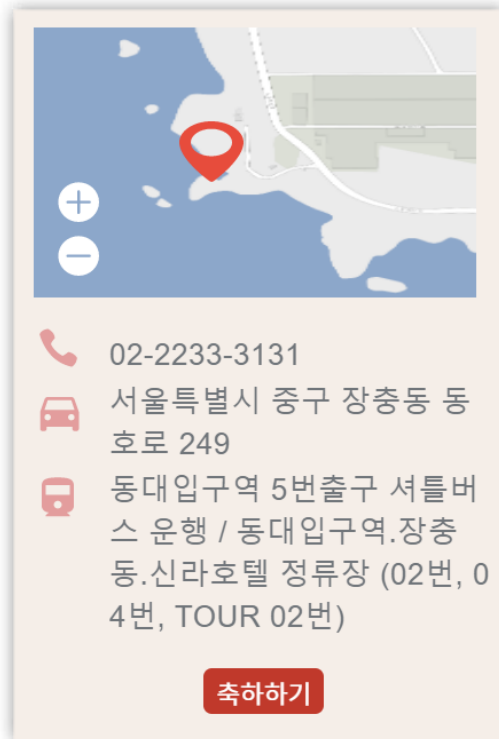 02-2233-3131
서울특별시 중구 장충동 동
호로 249
동대입구역 5번출구 셔틀버
스 운행 / 동대입구역.장충
동.신라호텔 정류장 (02번, 0
4번, TOUR 02번)
축하하기